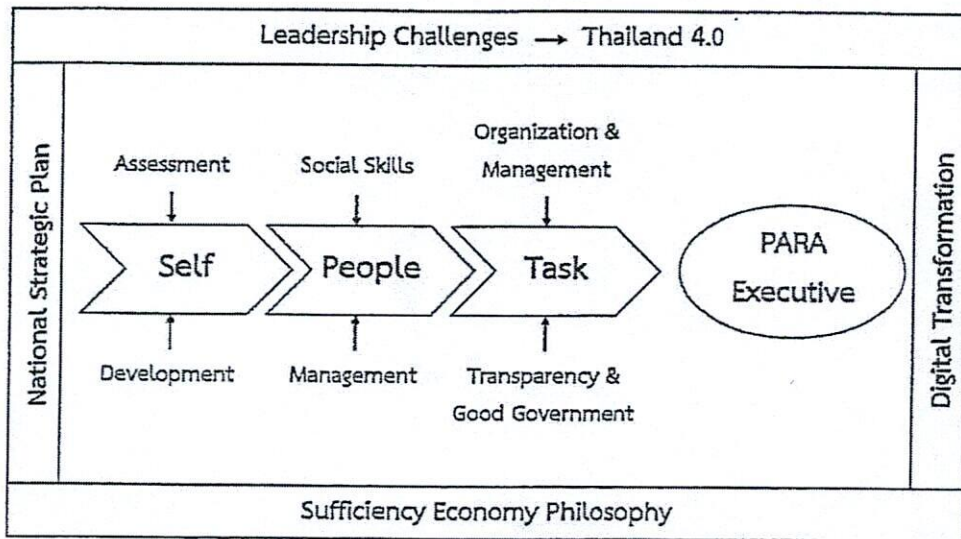 Leadership Challenges → Thailand 4.0
National Strategic Plan
Assessment
Social Skills
Organization &
Management
Self
People
Task
PARA
Executive
Development
Management
Transparency &
Good Government
Digital Transformation
Sufficiency Economy Philosophy